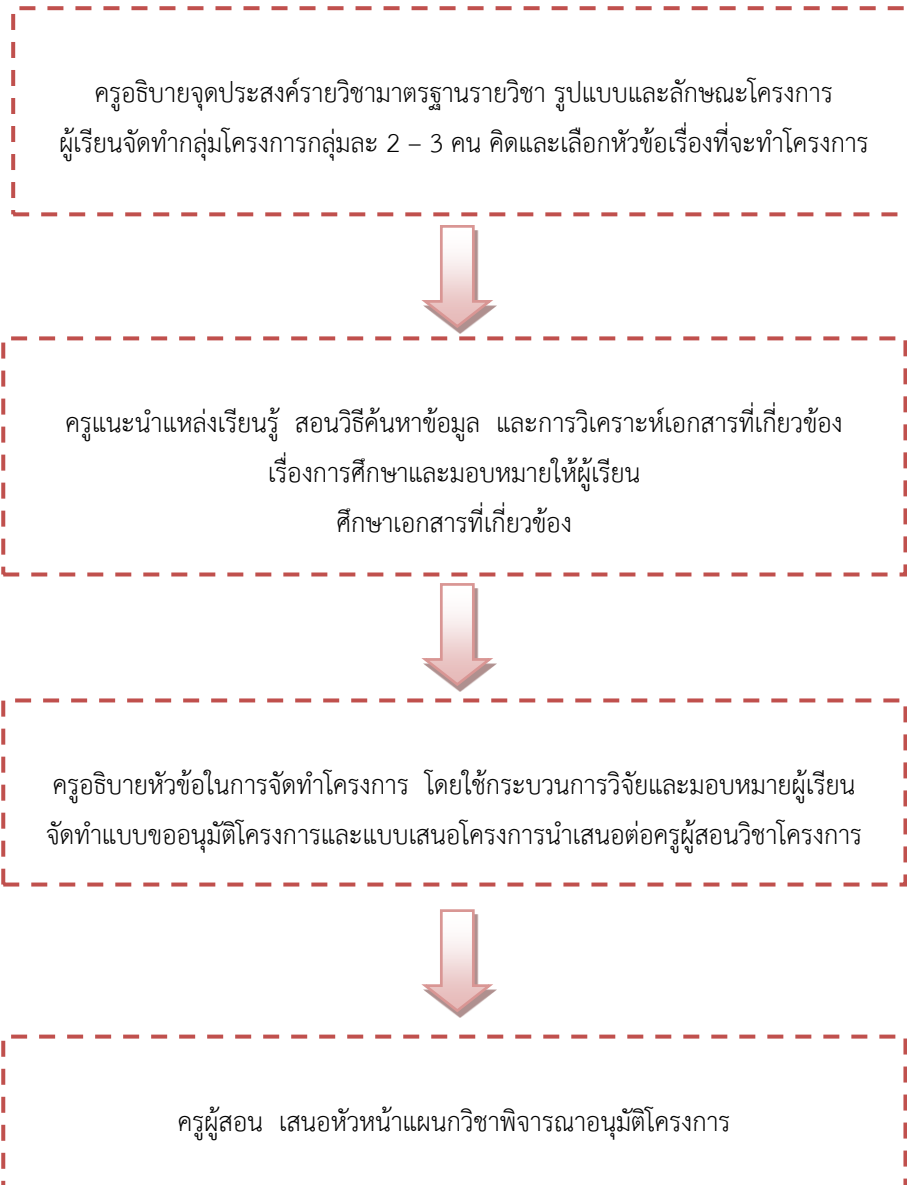 ครูอธิบายจุดประสงค์รายวิชามาตรฐานรายวิชา รูปแบบและลักษณะโครงการ
ผู้เรียนจัดทำกลุ่มโครงการกลุ่มละ 2 – 3 คน คิดและเลือกหัวข้อเรื่องที่จะทำโครงการ
ครูแนะนำแหล่งเรียนรู้ สอนวิธีค้นหาข้อมูล และการวิเคราะห์เอกสารที่เกี่ยวข้อง
เรื่องการศึกษาและมอบหมายให้ผู้เรียน
ศึกษาเอกสารที่เกี่ยวข้อง
ครูอธิบายหัวข้อในการจัดทำโครงการ โดยใช้กระบวนการวิจัยและมอบหมายผู้เรียน
จัดทำแบบขออนุมัติโครงการและแบบเสนอโครงการนำเสนอต่อครูผู้สอนวิชาโครงการ
ครูผู้สอน เสนอหัวหน้าแผนกวิชาพิจารณาอนุมัติโครงการ